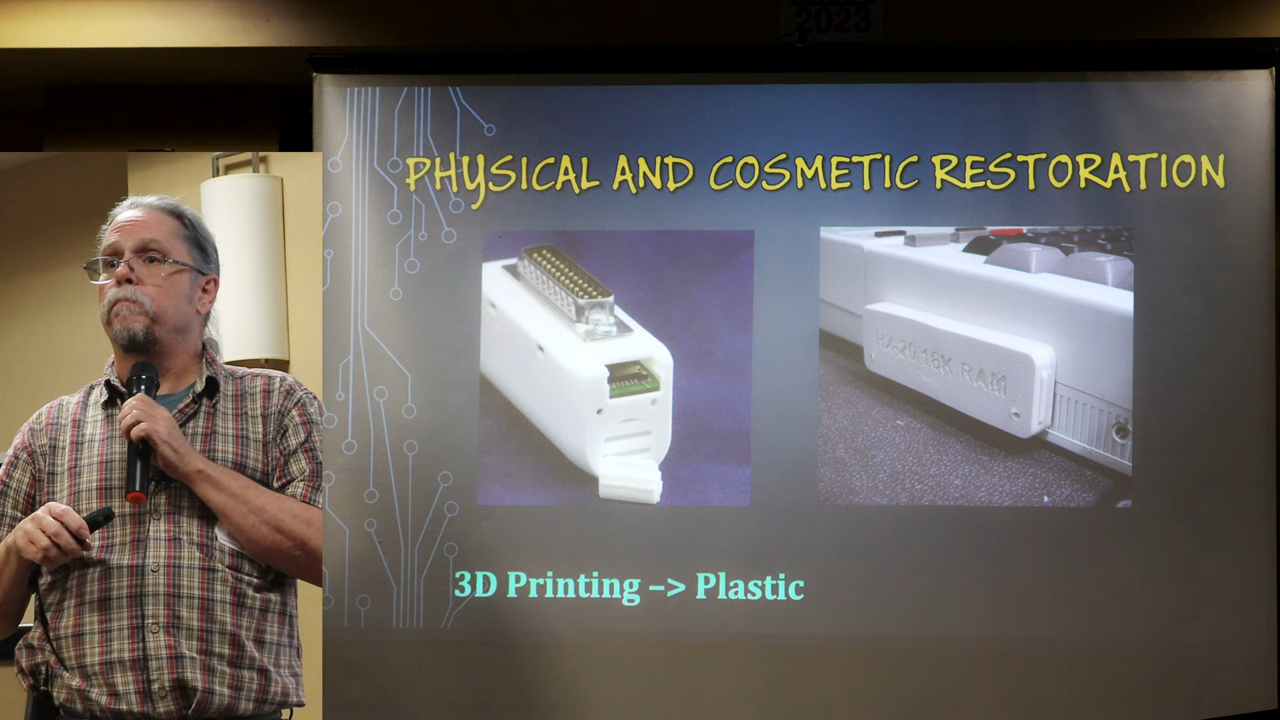 2023
PHYSICAL AND COSMETIC RESTORATION
HX-20 16K RAM
3D Printing –> Plastic